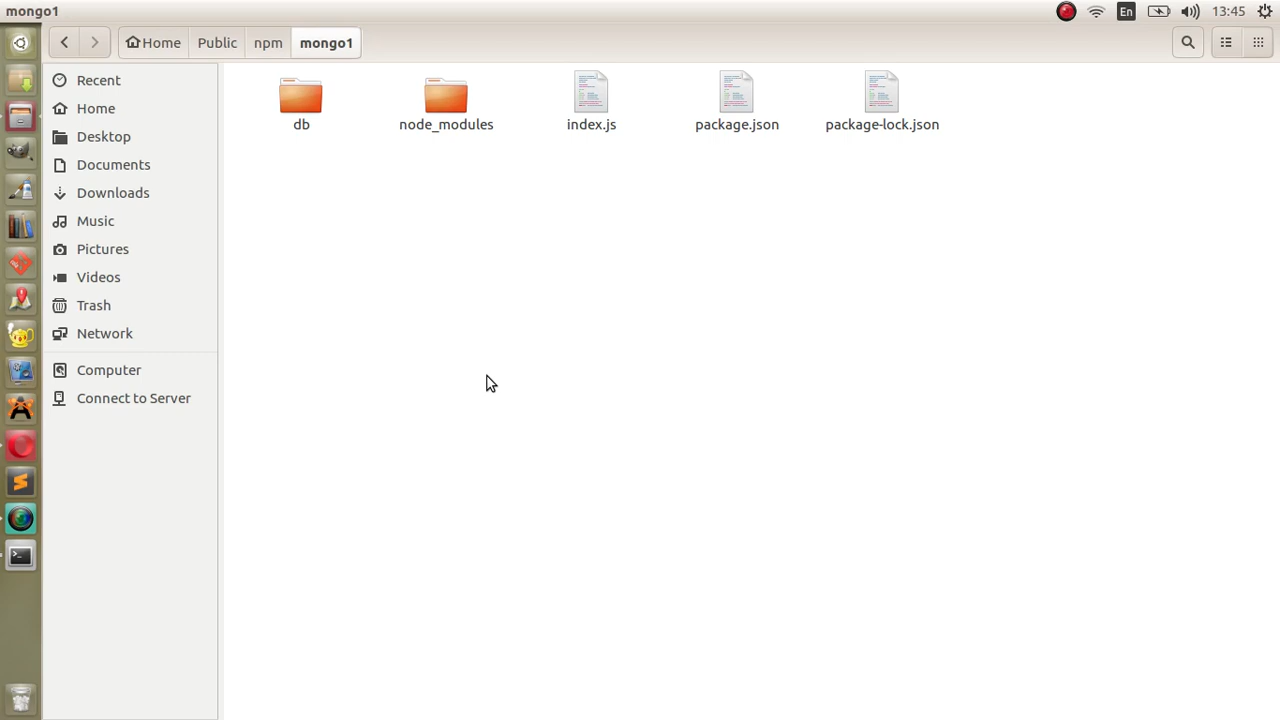 mongo1
En
13:45
Home
Public
npm
mongo1
Recent
Home
Desktop
Documents
Downloads
Music
Pictures
Videos
Trash
Network
Computer
Connect to Server
db
node_modules
index.js
package.json
package-lock.json